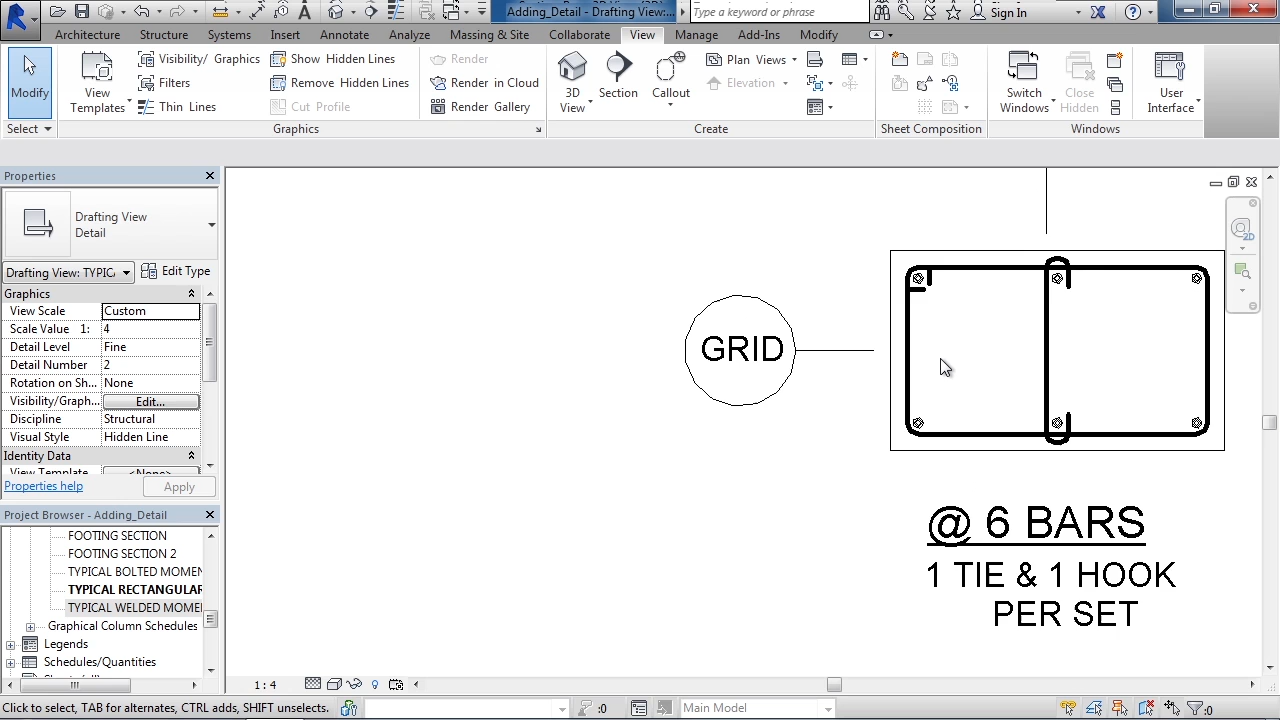 Adding_Detail - Drafting View:...
Type a keyword or phrase
Sign In
Architecture Structure Systems Insert Annotate Analyze Massing & Site Collaborate View Manage Add-Ins Modify
Modify
View
Templates
Visibility/ Graphics
Filters
Thin Lines
Show Hidden Lines
Remove Hidden Lines
Cut Profile
Render
Render in Cloud
Render Gallery
3D
View
Section
Callout
Plan Views
Elevation
Switch
Windows
Close
Hidden
User
Interface
Select
Graphics
Create
Sheet Composition
Windows
Properties
Drafting View
Detail
Drafting View: TYPIC
Edit Type
Graphics
View Scale Custom
Scale Value 1: 4
Detail Level Fine
Detail Number 2
Rotation on Sh... None
Visibility/Graph... Edit...
Discipline Structural
Visual Style Hidden Line
Identity Data
View Template <None>
Properties help
Apply
Project Browser - Adding_Detail
FOOTING SECTION
FOOTING SECTION 2
TYPICAL BOLTED MOMEN
TYPICAL RECTANGULAR
TYPICAL WELDED MOME
Graphical Column Schedules
Legends
Schedules/Quantities
GRID
@ 6 BARS
1 TIE & 1 HOOK
PER SET
2D
1 : 4
Click to select, TAB for alternates, CTRL adds, SHIFT unselects.
:0
Main Model
:0